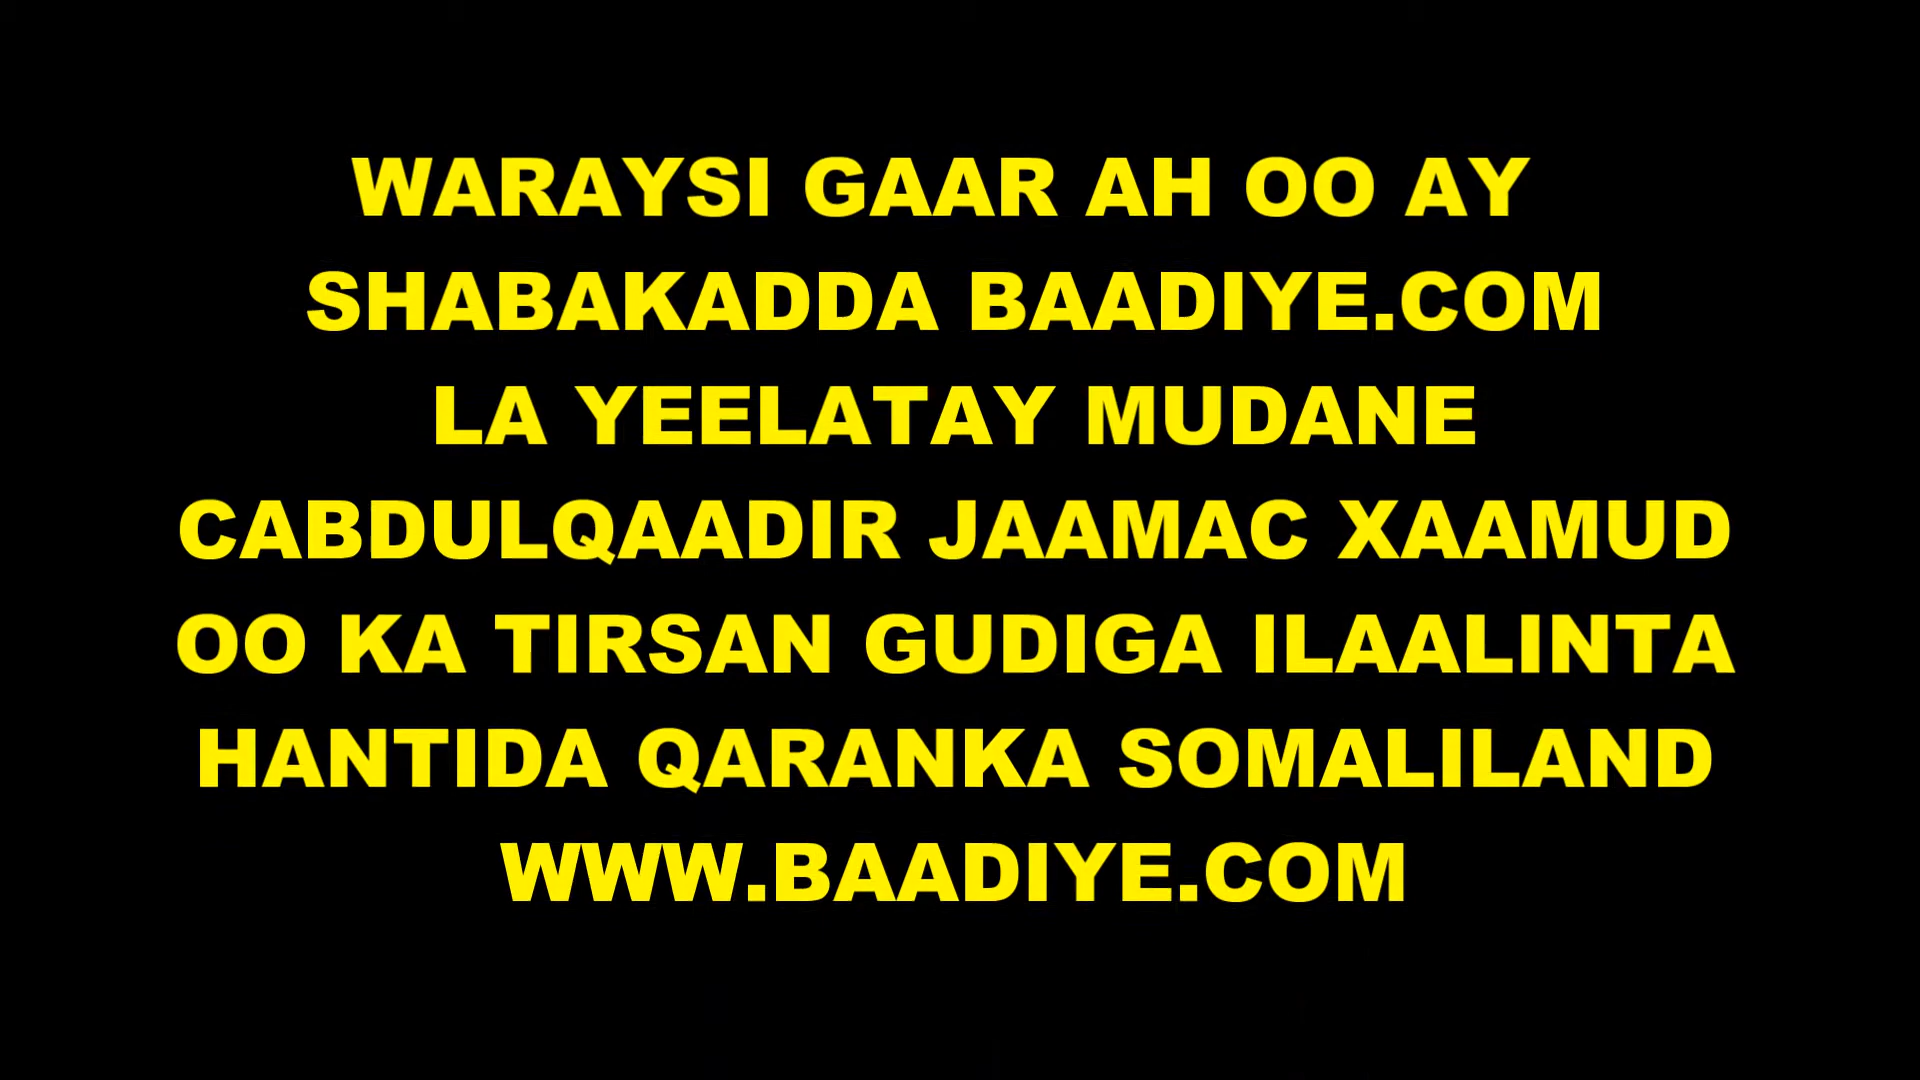 WARAYSI GAAR AH OO AY
SHABAKADDA BAADIYE.COM
LA YEELATAY MUDANE
CABDULQAADIR JAAMAC XAAMUD
OO KA TIRSAN GUDIGA ILAALINTA
HANTIDA QARANKA SOMALILAND
WWW.BAADIYE.COM